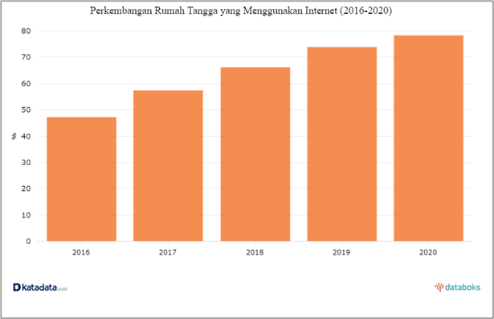 Perkembangan Rumah Tangga yang Menggunakan Internet (2016-2020)
80
70
60
50
40
30
20
10
0
%
2016 2017 2018 2019 2020
katadata
databoks